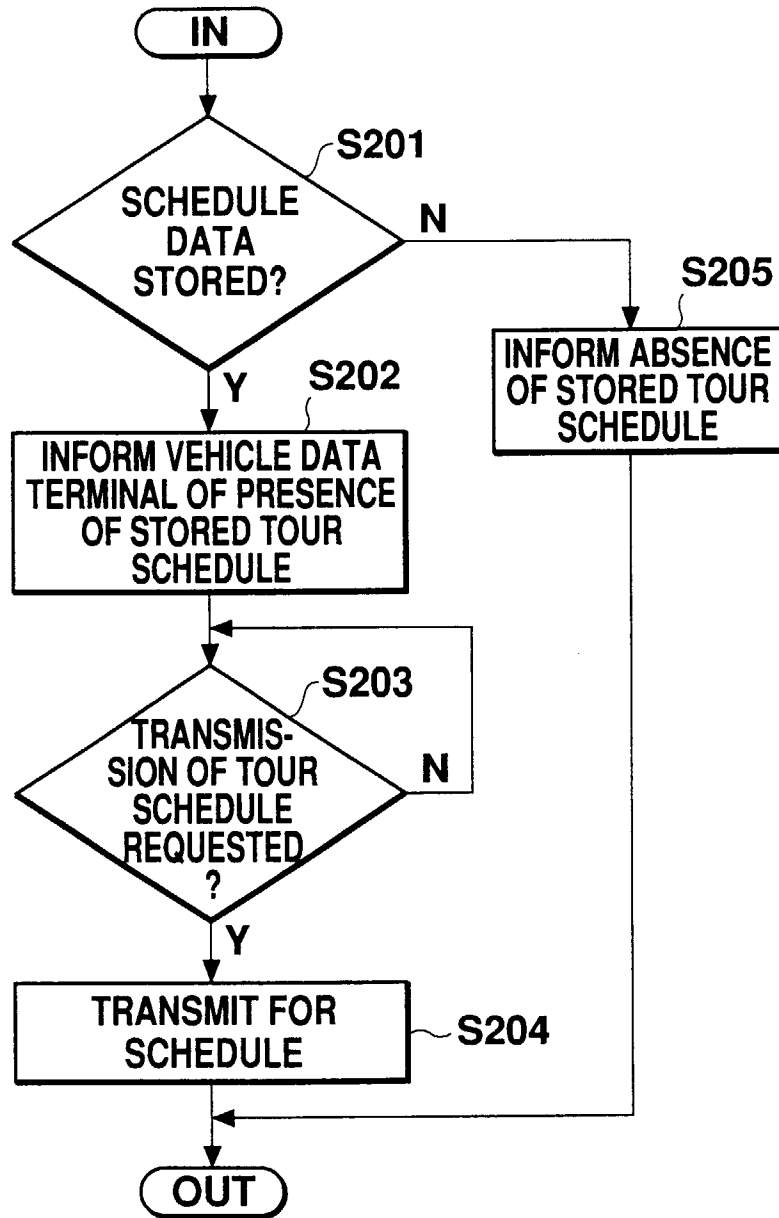 IN
S201
SCHEDULE
DATA
STORED?
N
Y
S205
INFORM ABSENCE
OF STORED TOUR
SCHEDULE
S202
INFORM VEHICLE DATA
TERMINAL OF PRESENCE
OF STORED TOUR
SCHEDULE
S203
TRANSMIS-
SION OF TOUR
SCHEDULE
REQUESTED
?
N
Y
TRANSMIT FOR
SCHEDULE
S204
OUT